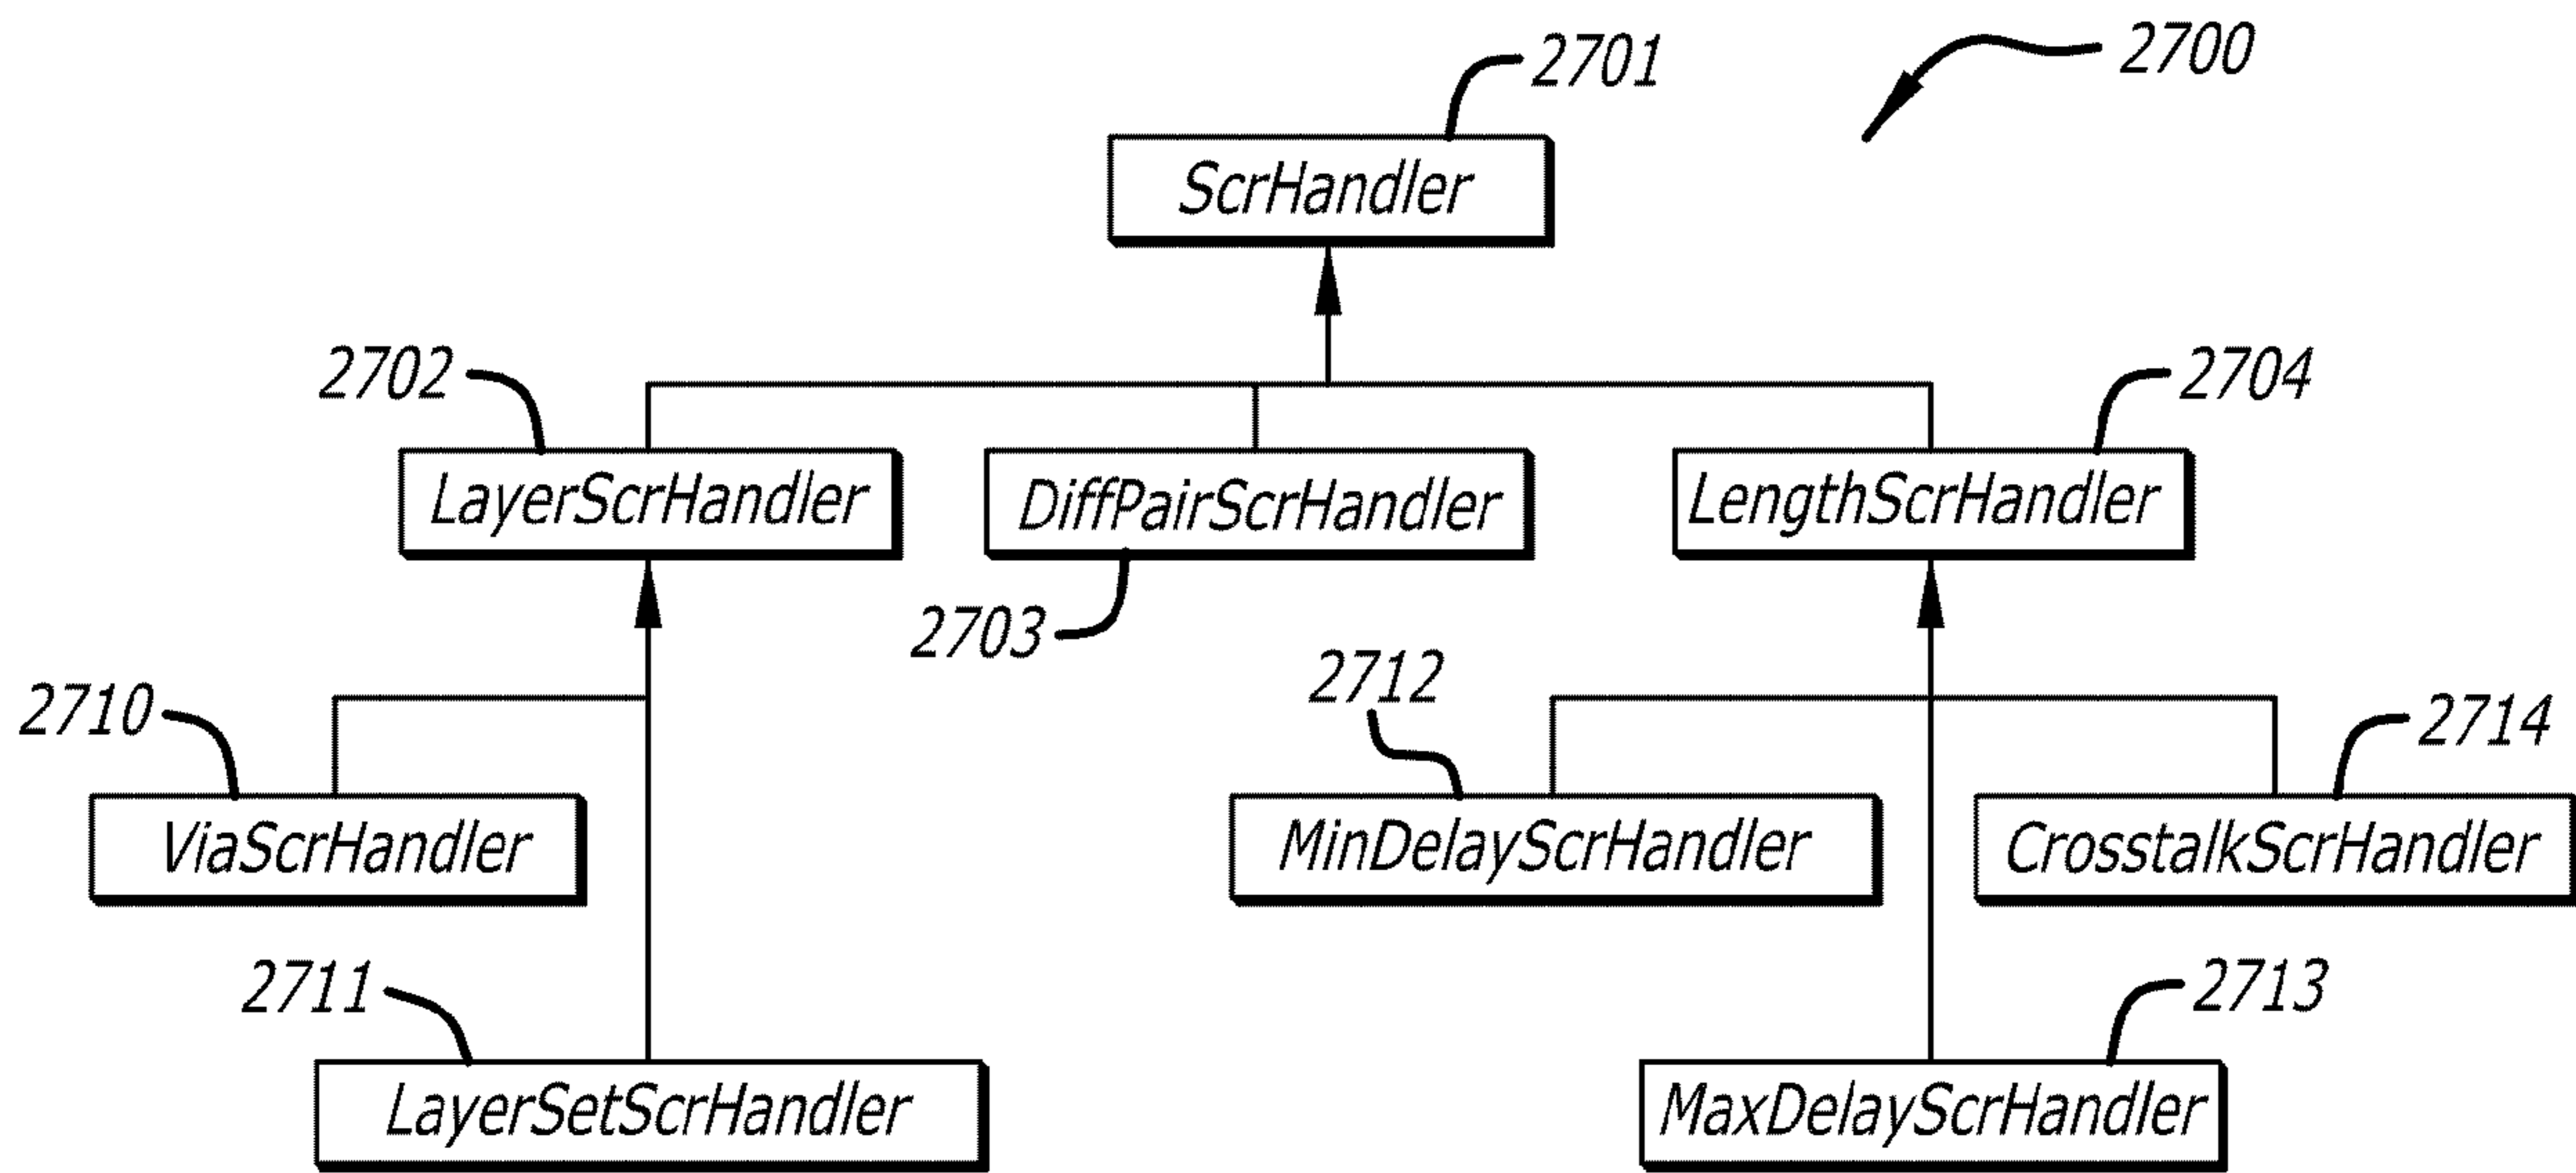 2700
2701
ScrHandler
2702
2704
LayerScrHandler
DiffPairScrHandler
LengthScrHandler
2703
2710
2712
2714
ViaScrHandler
MinDelayScrHandler
CrosstalkScrHandler
2711
2713
LayerSetScrHandler
MaxDelayScrHandler